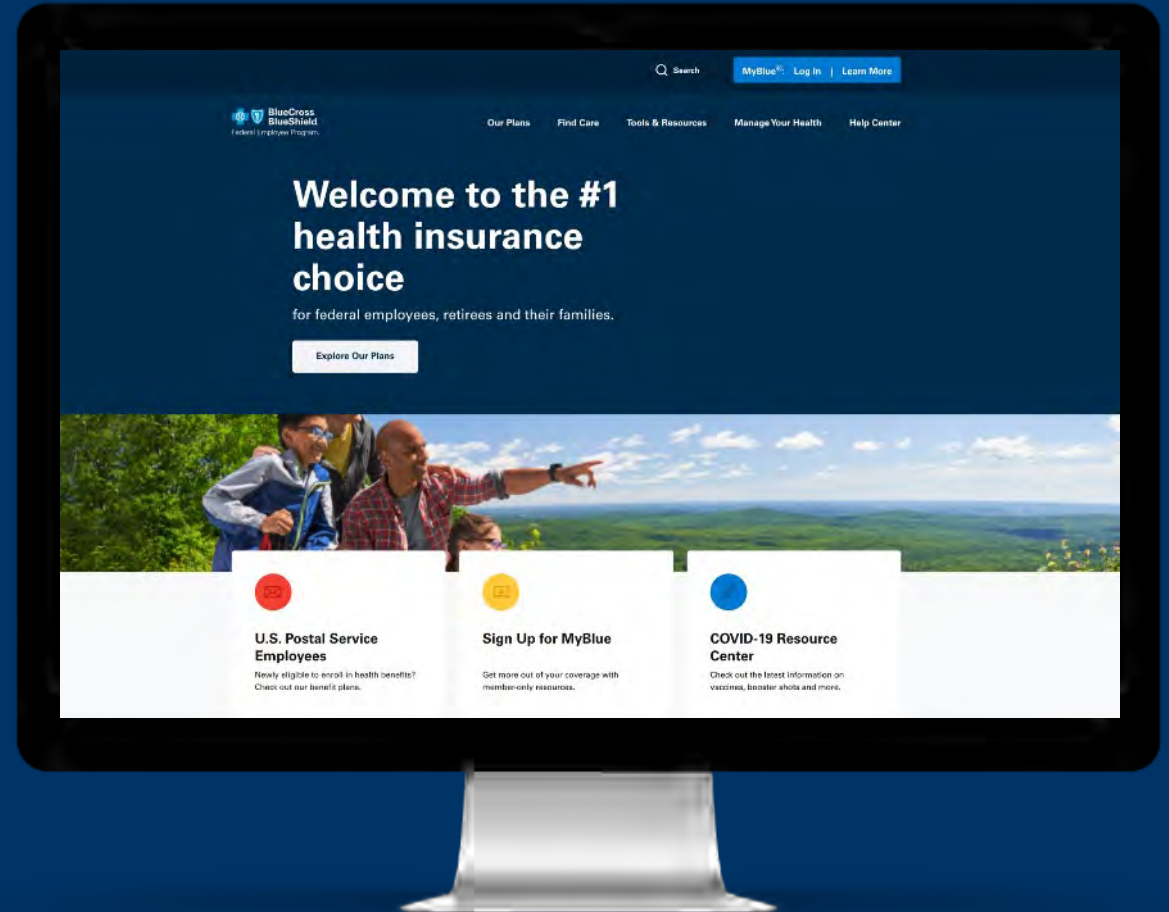 Search
MyBlue®: Log In | Learn More
BlueCross
BlueShield
Federal Employee Program.
Our Plans Find Care Tools & Resources Manage Your Health Help Center
Welcome to the #1
health insurance
choice
for federal employees, retirees and their families.
Explore Our Plans
U.S. Postal Service
Employees
Newly eligible to enroll in health benefits?
Check out our benefit plans.
Sign Up for MyBlue
Get more out of your coverage with
member-only resources.
COVID-19 Resource
Center
Check out the latest information on
vaccines, booster shots and more.